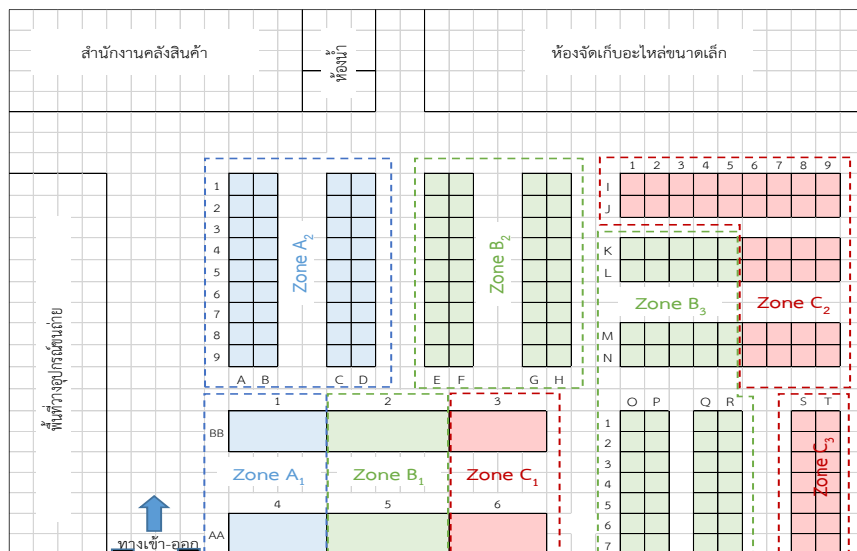 สำนักงานคลังสินค้า
ห้องน้ำ
ห้องจัดเก็บอะไหล่ขนาดเล็ก
1 2 3 4 5 6 7 8 9
I
J
K
L
M
N
1
2
3
4
5
6
7
8
9
Zone A2
Zone B2
Zone B3
Zone C2
A B C D E F G H
O P Q R S T
พื้นที่วางอุปกรณ์ขนถ่าย
1 2 3
BB
Zone A1
Zone B1
Zone C1
4 5 6
AA
1
2
3
4
5
6
7
Zone C3
ทางเข้า-ออก